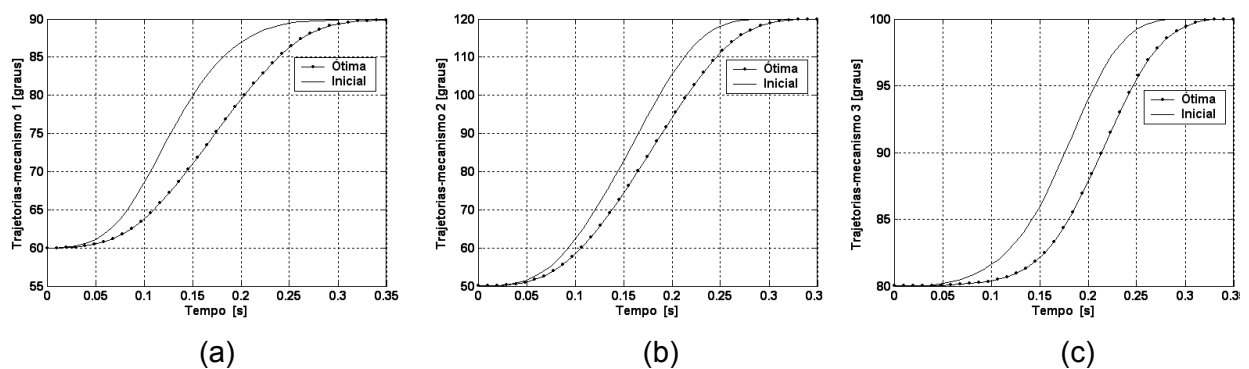 Trajetorias-mecanismo 1 [graus]
90
85
80
75
70
65
60
55
0 0.05 0.1 0.15 0.2 0.25 0.3 0.35
Tempo [s]
Ótima
Inicial
(a)
Trajetorias-mecanismo 2 [graus]
120
110
100
90
80
70
60
50
0 0.05 0.1 0.15 0.2 0.25 0.3 0.35
Tempo [s]
Ótima
Inicial
(b)
Trajetorias-mecanismo 3 [graus]
100
95
90
85
80
0 0.05 0.1 0.15 0.2 0.25 0.3 0.35
Tempo [s]
Ótima
Inicial
(c)